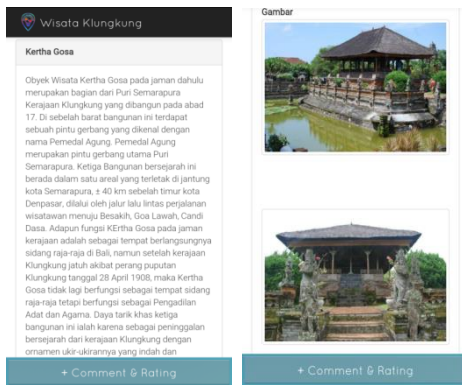 Wisata Klungkung
Kertha Gosa
Obyek Wisata Kertha Gosa pada jaman dahulu
merupakan bagian dari Puri Semarapura
Kerajaan Klungkung yang dibangun pada abad
17. Di sebelah barat bangunan ini terdapat
sebuah pintu gerbang yang dikenal dengan
nama Pemedal Agung. Pemedal Agung
merupakan pintu gerbang utama Puri
Semarapura. Ketiga Bangunan bersejarah ini
berada dalam satu areal yang terletak di jantung
kota Semarapura, ± 40 km sebelah timur kota
Denpasar, dilalui oleh jalur lalu lintas perjalanan
wisatawan menuju Besakih, Goa Lawah, Candi
Dasa. Adapun fungsi KErtha Gosa pada jaman
kerajaan adalah sebagai tempat berlangsungnya
sidang raja-raja di Bali, namun setelah kerajaan
Klungkung jatuh akibat perang puputan
Klungkung tanggal 28 April 1908, maka Kertha
Gosa tidak lagi berfungsi sebagai tempat sidang
raja-raja tetapi berfungsi sebagai Pengadilan
Adat dan Agama. Daya tarik khas ketiga
bangunan ini ialah karena sebagai peninggalan
bersejarah dari kerajaan Klungkung dengan
ornamen ukir-ukirannya yang indah dan
+ Comment & Rating
Gambar
+ Comment & Rating